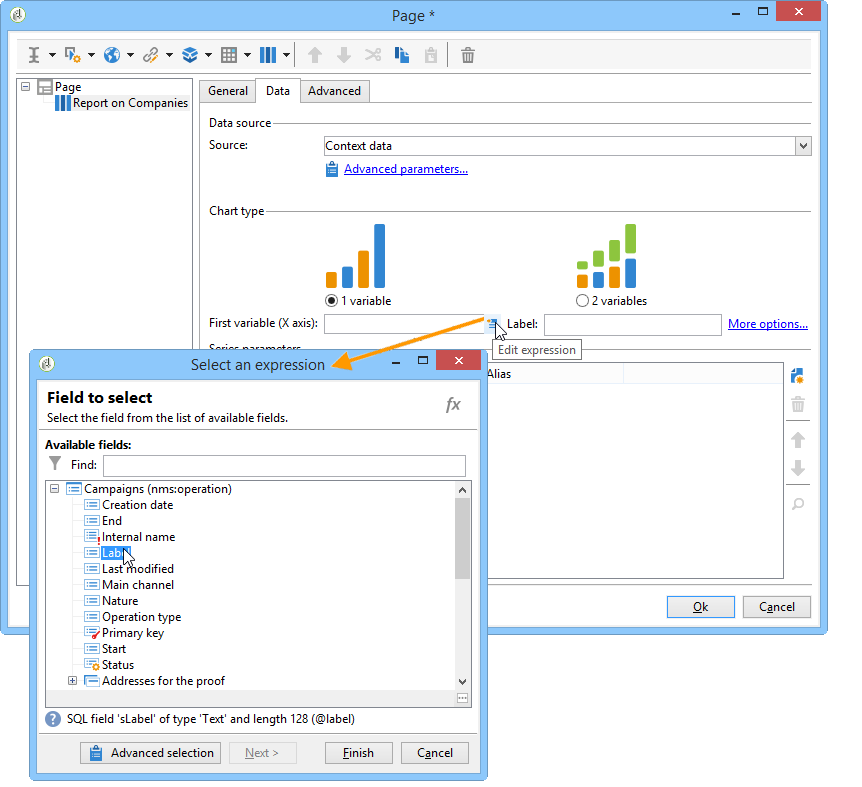 Page *
Page
Report on Companies
General
Data
Advanced
Data source
Source:
Context data
Advanced parameters...
Chart type
1 variable
2 variables
First variable (X axis):
Label:
More options...
Edit expression
Series parameters
Alias
Ok
Cancel
Select an expression
Field to select
Select the field from the list of available fields.
fx
Available fields:
Find:
Campaigns (nms:operation)
Creation date
End
Internal name
Label
Last modified
Main channel
Nature
Operation type
Primary key
Start
Status
Addresses for the proof
SQL field 'sLabel' of type 'Text' and length 128 (@label)
Advanced selection
Next >
Finish
Cancel